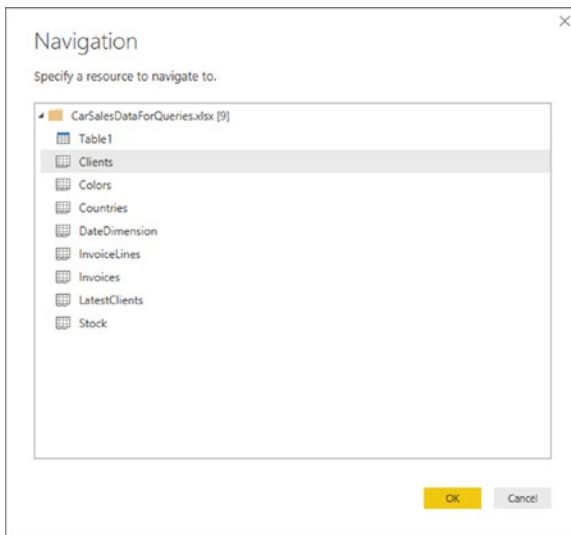 Navigation
Specify a resource to navigate to.
CarSalesDataForQueries.xlsx [9]
Table1
Clients
Colors
Countries
DateDimension
InvoiceLines
Invoices
LatestClients
Stock
OK Cancel